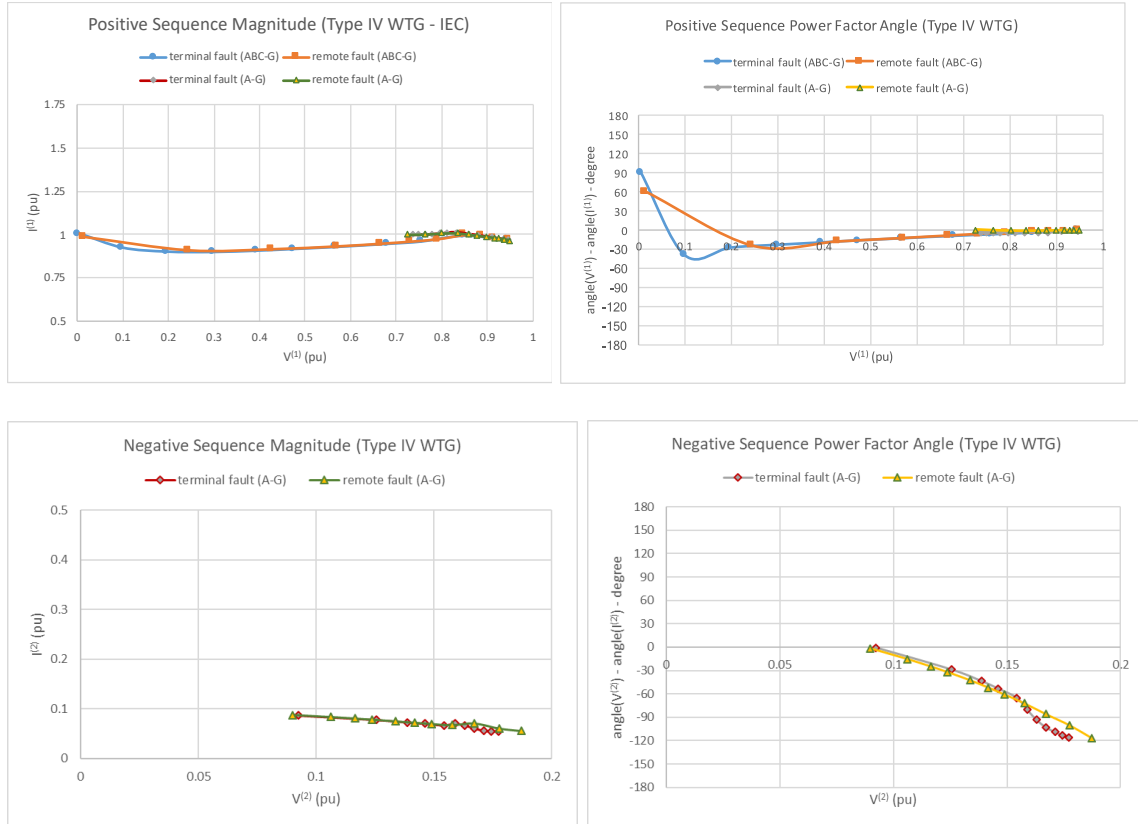 Positive Sequence Magnitude (Type IV WTG - IEC)
terminal fault (ABC-G)
remote fault (ABC-G)
terminal fault (A-G)
remote fault (A-G)
I(1) (pu)
1.75
1.5
1.25
1
0.75
0.5
0 0.1 0.2 0.3 0.4 0.5 0.6 0.7 0.8 0.9 1
V(1) (pu)
Positive Sequence Power Factor Angle (Type IV WTG)
terminal fault (ABC-G)
remote fault (ABC-G)
terminal fault (A-G)
remote fault (A-G)
angle(V(1)) - angle(I(1)) - degree
180
150
120
90
60
30
0
-30
-60
-90
-120
-150
-180
0 0.1 0.2 0.3 0.4 0.5 0.6 0.7 0.8 0.9 1
V(1) (pu)
Negative Sequence Magnitude (Type IV WTG)
terminal fault (A-G)
remote fault (A-G)
I(2) (pu)
0.5
0.4
0.3
0.2
0.1
0
0 0.05 0.1 0.15 0.2
V(2) (pu)
Negative Sequence Power Factor Angle (Type IV WTG)
terminal fault (A-G)
remote fault (A-G)
angle(V(2)) - angle(I(2)) - degree
180
150
120
90
60
30
0
-30
-60
-90
-120
-150
-180
0 0.05 0.1 0.15 0.2
V(2) (pu)